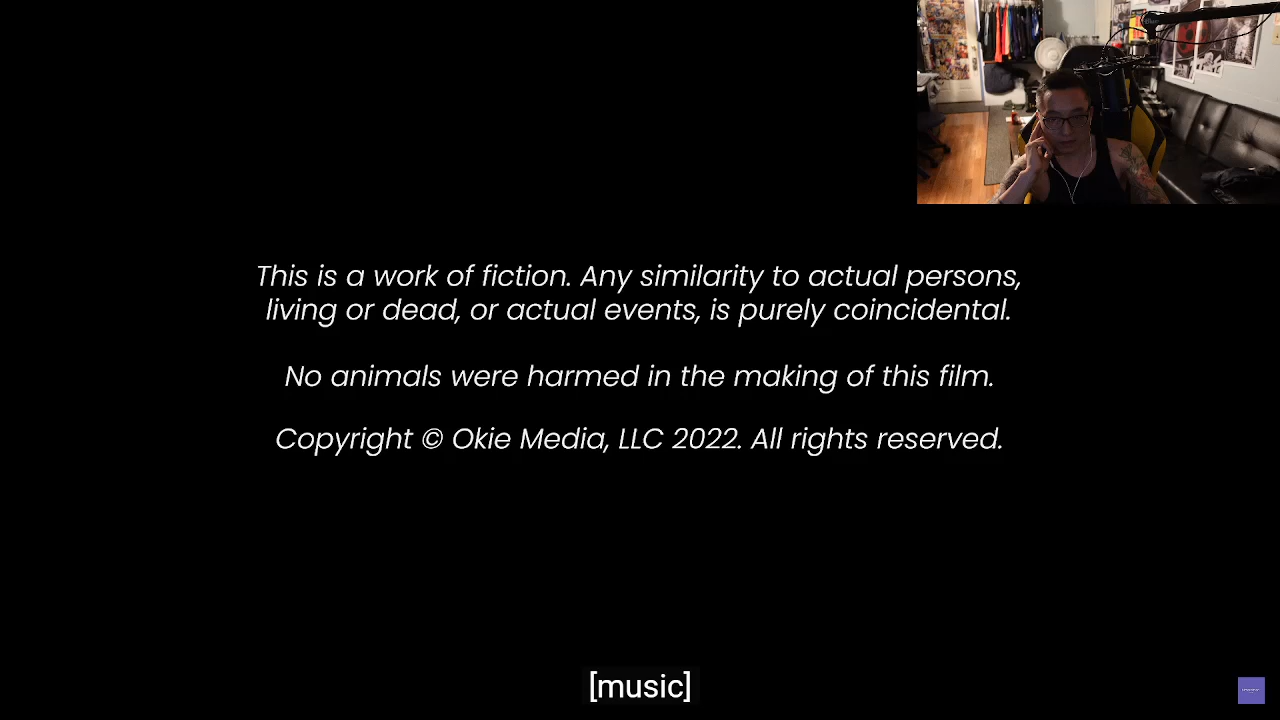 This is a work of fiction. Any similarity to actual persons,
living or dead, or actual events, is purely coincidental.
No animals were harmed in the making of this film.
Copyright © Okie Media, LLC 2022. All rights reserved.
[music]